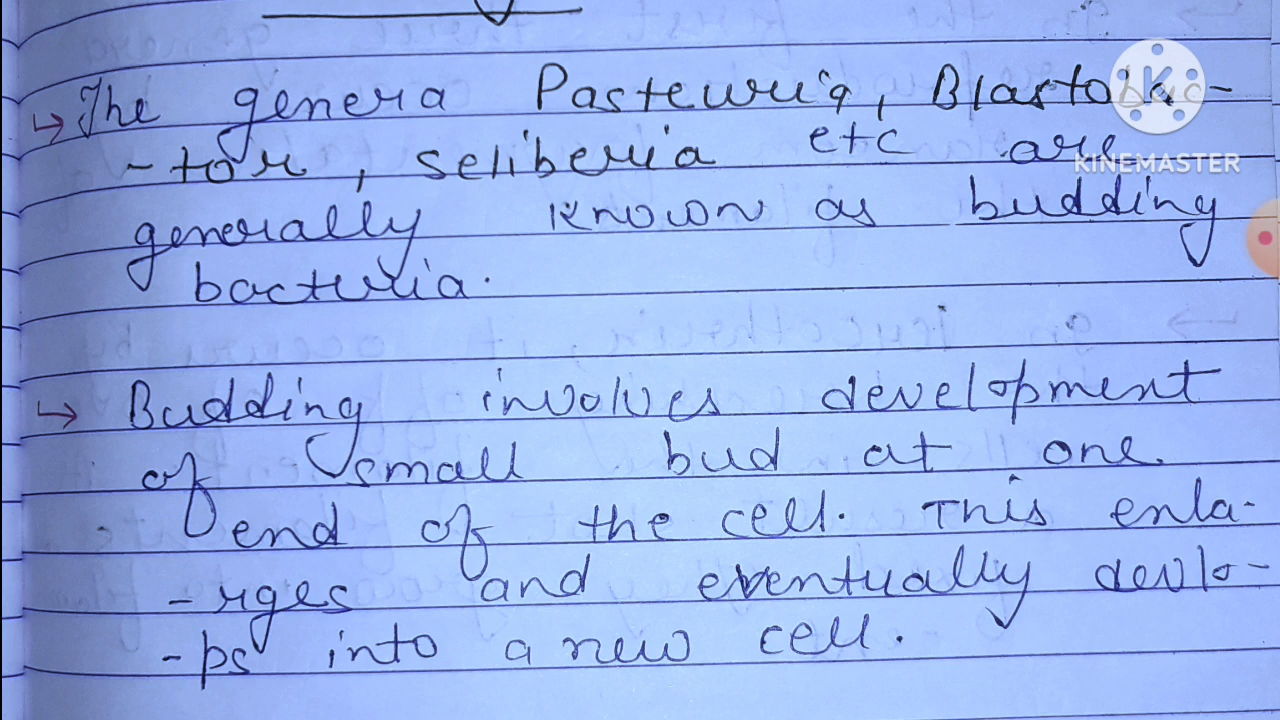 → The genera Pasteuria, Blastobac-
-tor, seliberia etc are
generally known as budding
bacteria.
→ Budding involves development
of small bud at one
end of the cell. This enla-
-rges and eventually devlo-
-ps into a new cell.
KINEMASTER